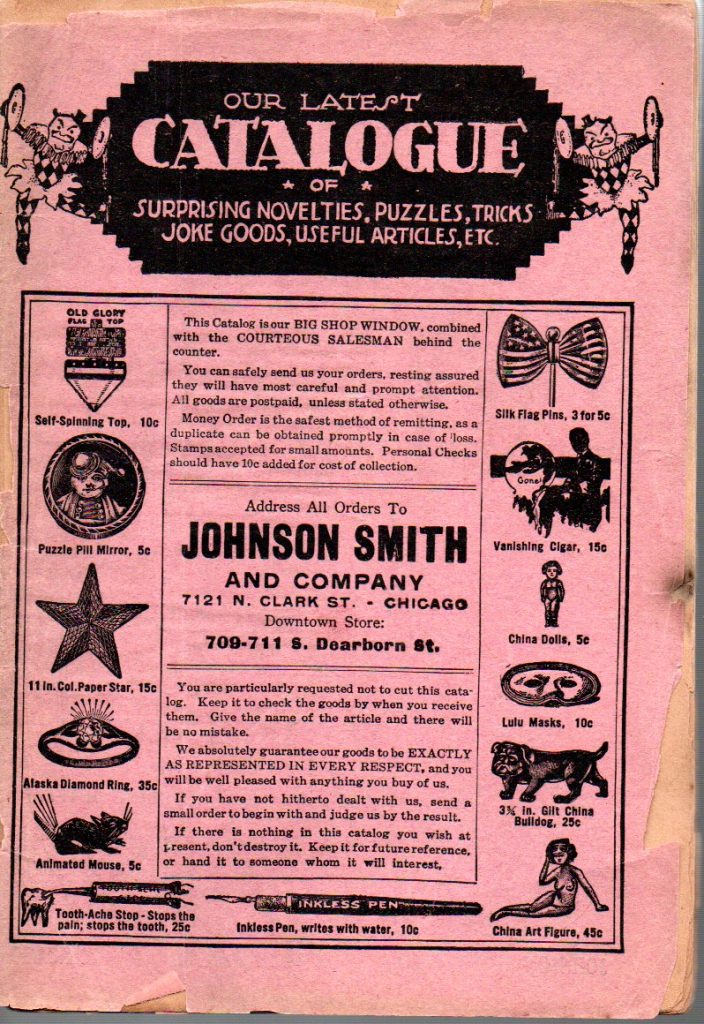 OUR LATEST
CATALOGUE
OF
SURPRISING NOVELTIES, PUZZLES, TRICKS
JOKE GOODS, USEFUL ARTICLES, ETC.
OLD GLORY
FLAG TOP
Self-Spinning Top, 10c
Puzzle Pill Mirror, 5c
11 in. Col. Paper Star, 15c
Alaska Diamond Ring, 35c
Animated Mouse, 5c
This Catalog is our BIG SHOP WINDOW, combined
with the COURTEOUS SALESMAN behind the
counter.
You can safely send us your orders, resting assured
they will have most careful and prompt attention.
All goods are postpaid, unless stated otherwise.
Money Order is the safest method of remitting, as a
duplicate can be obtained promptly in case of loss.
Stamps accepted for small amounts. Personal Checks
should have 10c added for cost of collection.
Address All Orders To
JOHNSON SMITH
AND COMPANY
7121 N. CLARK ST. - CHICAGO
Downtown Store:
709-711 S. Dearborn St.
You are particularly requested not to cut this cata-
log. Keep it to check the goods by when you receive
them. Give the name of the article and there will
be no mistake.
We absolutely guarantee our goods to be EXACTLY
AS REPRESENTED IN EVERY RESPECT, and you
will be well pleased with anything you buy of us.
If you have not hitherto dealt with us, send a
small order to begin with and judge us by the result.
If there is nothing in this catalog you wish at
present, don't destroy it. Keep it for future reference,
or hand it to someone whom it will interest,
Silk Flag Pins, 3 for 5c
Gone!
Vanishing Cigar, 15c
China Dolls, 5c
Lulu Masks, 10c
3¾ in. Gilt China
Bulldog, 25c
China Art Figure, 45c
TOOTH ACHE
Tooth-Ache Stop - Stops the
pain; stops the tooth, 25c
INKLESS PEN
Inkless Pen, writes with water, 10c